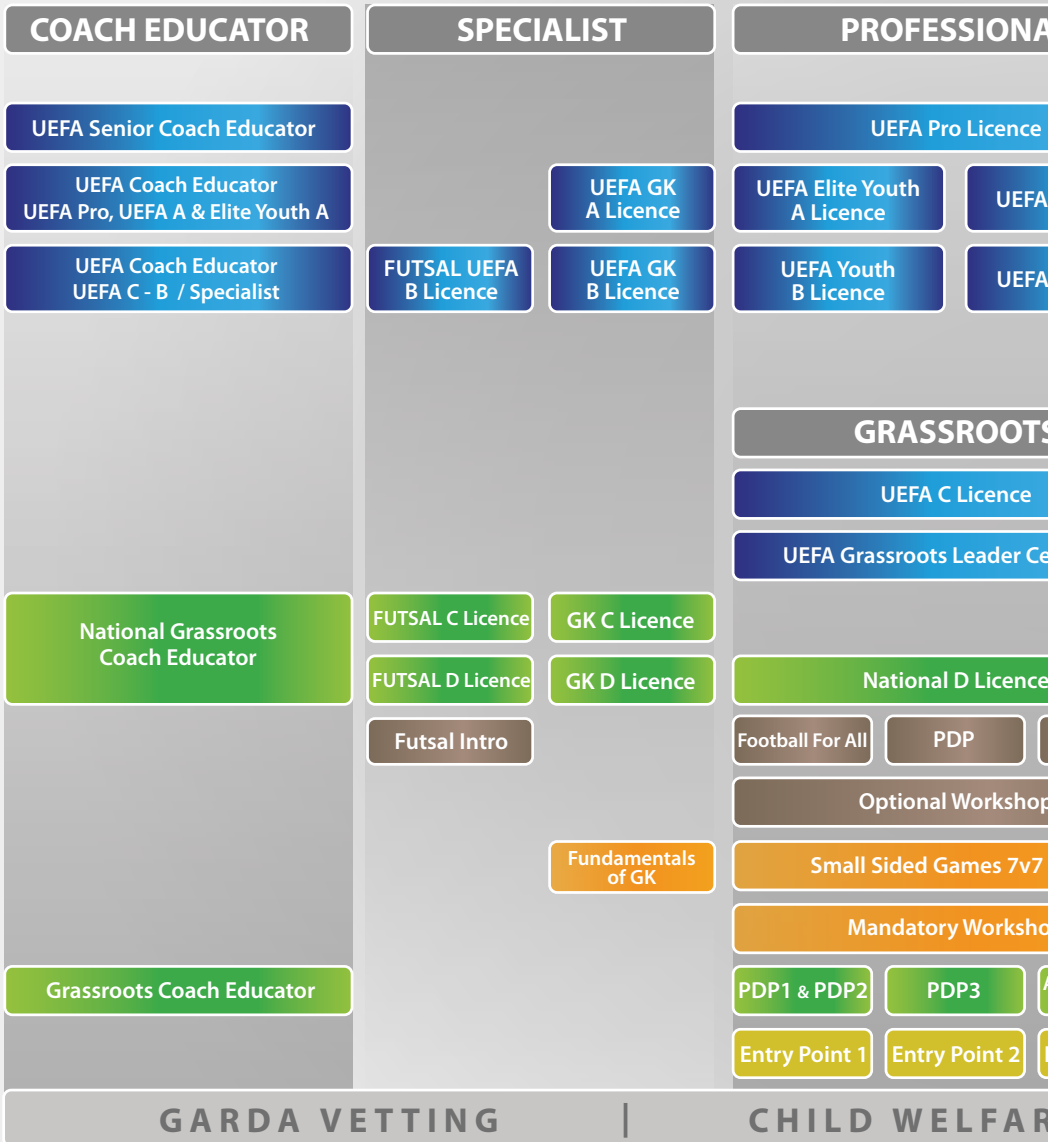 COACH EDUCATOR
UEFA Senior Coach Educator
UEFA Coach Educator
UEFA Pro, UEFA A & Elite Youth A
UEFA Coach Educator
UEFA C - B / Specialist
National Grassroots
Coach Educator
Grassroots Coach Educator
SPECIALIST
UEFA GK
A Licence
FUTSAL UEFA
B Licence
UEFA GK
B Licence
FUTSAL C Licence
GK C Licence
FUTSAL D Licence
GK D Licence
Futsal Intro
Fundamentals
of GK
PROFESSIONA
UEFA Pro Licence
UEFA Elite Youth
A Licence
UEFA
UEFA Youth
B Licence
UEFA
GRASSROOTS
UEFA C Licence
UEFA Grassroots Leader Ce
National D Licence
Football For All
PDP
Optional Workshop
Small Sided Games 7v7
Mandatory Worksho
PDP1 & PDP2
PDP3
Entry Point 1
Entry Point 2
GARDA VETTING | CHILD WELFAR